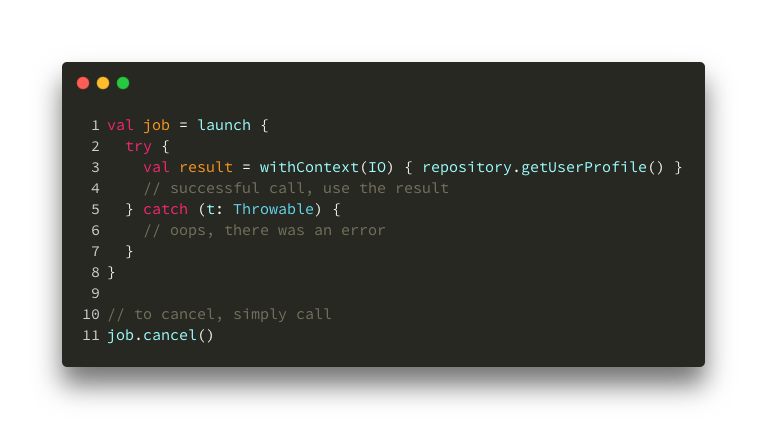 1 val job = launch {
2   try {
3     val result = withContext(IO) { repository.getUserProfile() }
4     // successful call, use the result
5   } catch (t: Throwable) {
6     // oops, there was an error
7   }
8 }
9
10 // to cancel, simply call
11 job.cancel()